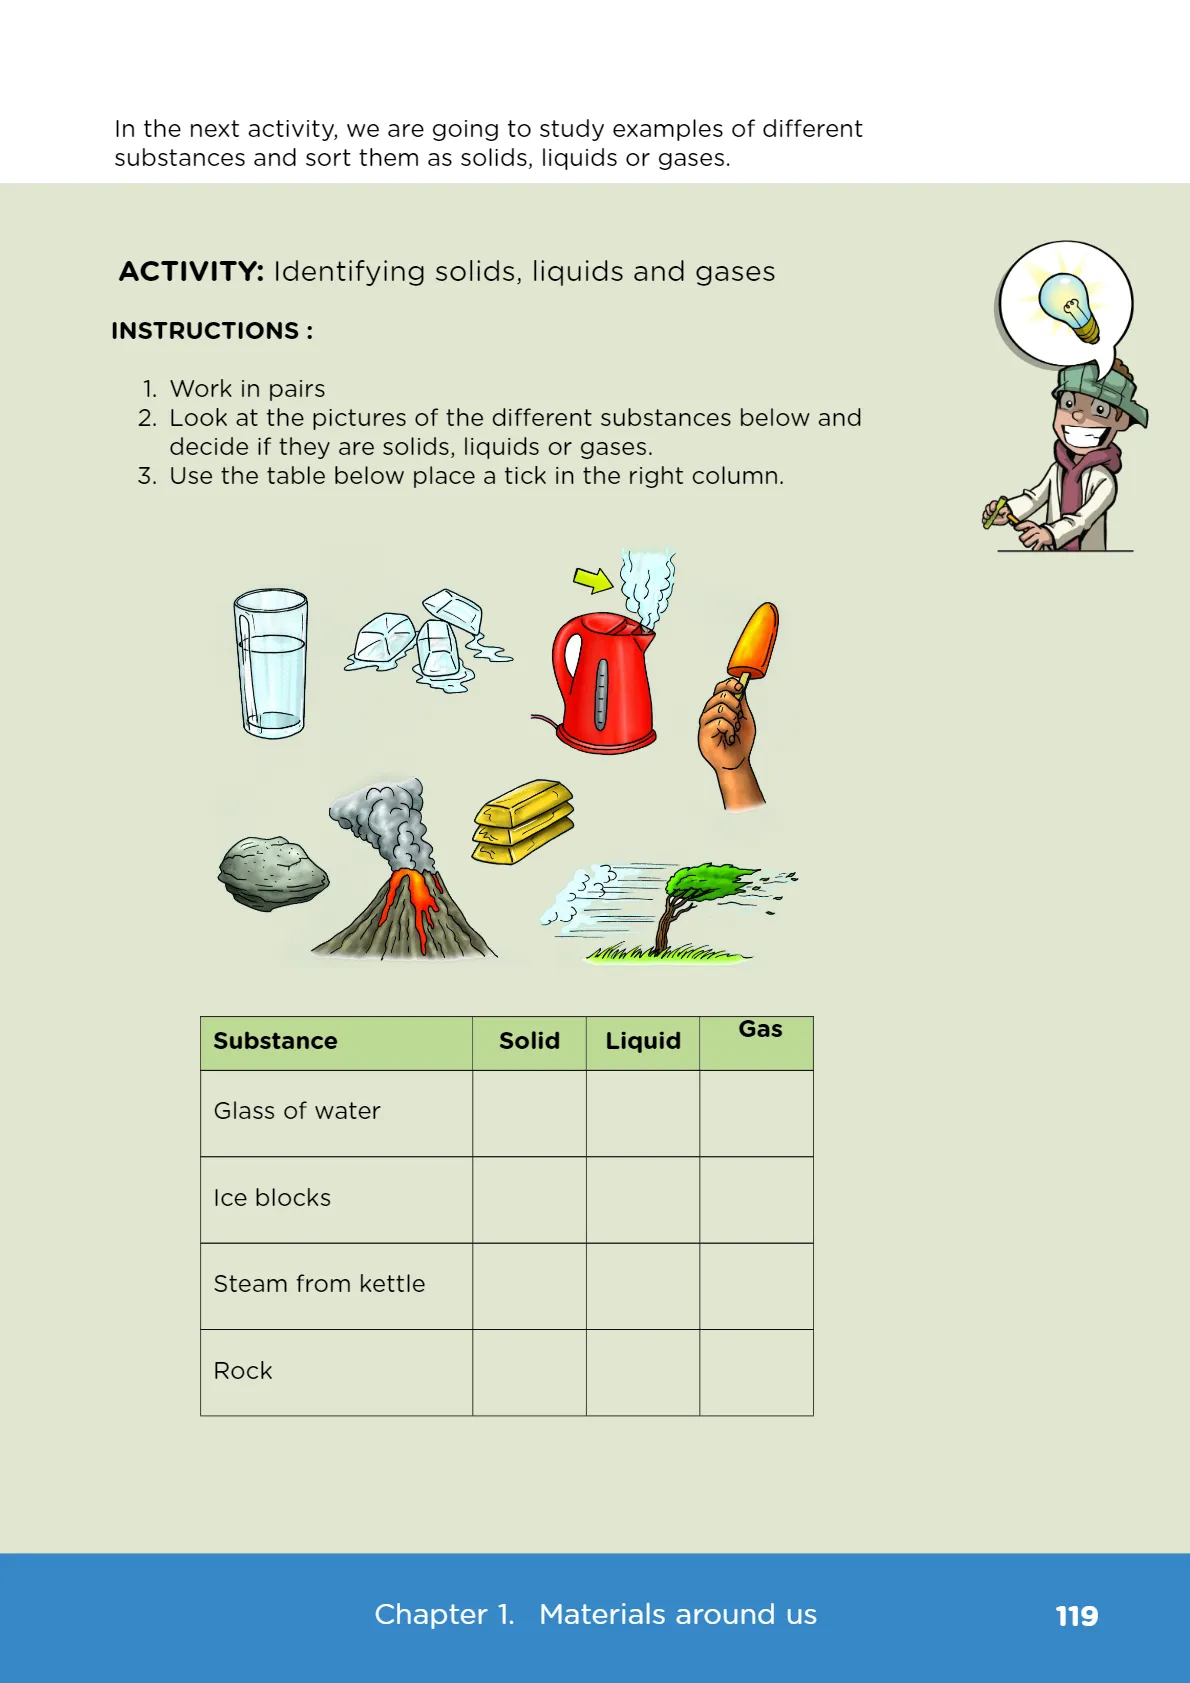 In the next activity, we are going to study examples of different
substances and sort them as solids, liquids or gases.
ACTIVITY: Identifying solids, liquids and gases
INSTRUCTIONS :
1. Work in pairs
2. Look at the pictures of the different substances below and
decide if they are solids, liquids or gases.
3. Use the table below place a tick in the right column.
Substance Solid Liquid Gas
Glass of water
Ice blocks
Steam from kettle
Rock
Chapter 1. Materials around us 119